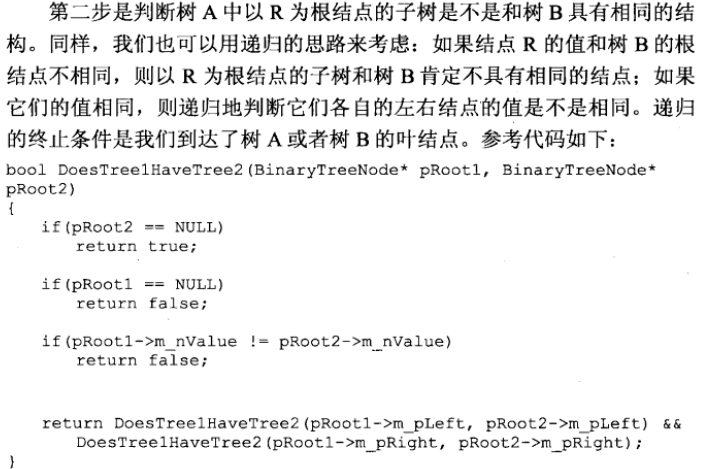 第二步是判断树 A 中以 R 为根结点的子树是不是和树 B 具有相同的结
构。同样，我们也可以用递归的思路来考虑：如果结点 R 的值和树 B 的根
结点不相同，则以 R 为根结点的子树和树 B 肯定不具有相同的结点；如果
它们的值相同，则递归地判断它们各自的左右结点的值是不是相同。递归
的终止条件是我们到达了树 A 或者树 B 的叶结点。参考代码如下：
bool DoesTree1HaveTree2(BinaryTreeNode* pRoot1, BinaryTreeNode*
pRoot2)
{
    if(pRoot2 == NULL)
        return true;
    if(pRoot1 == NULL)
        return false;
    if(pRoot1->m_nValue != pRoot2->m_nValue)
        return false;
    return DoesTree1HaveTree2(pRoot1->m_pLeft, pRoot2->m_pLeft) &&
        DoesTree1HaveTree2(pRoot1->m_pRight, pRoot2->m_pRight);
}